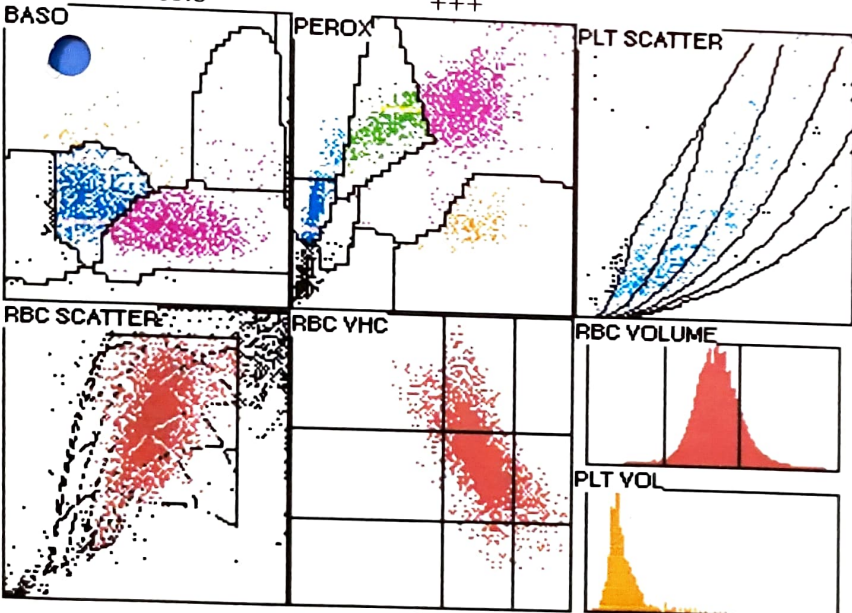 +++
BASO
PEROX
PLT SCATTER
RBC SCATTER
RBC VHC
RBC VOLUME
PLT VOL